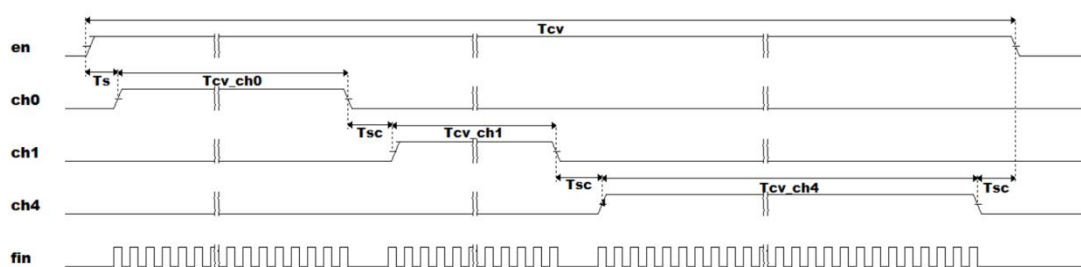 Tcv
en
Ts
Tcv_ch0
ch0
Tsc
Tcv_ch1
ch1
Tsc
Tcv_ch4
Tsc
ch4
fin